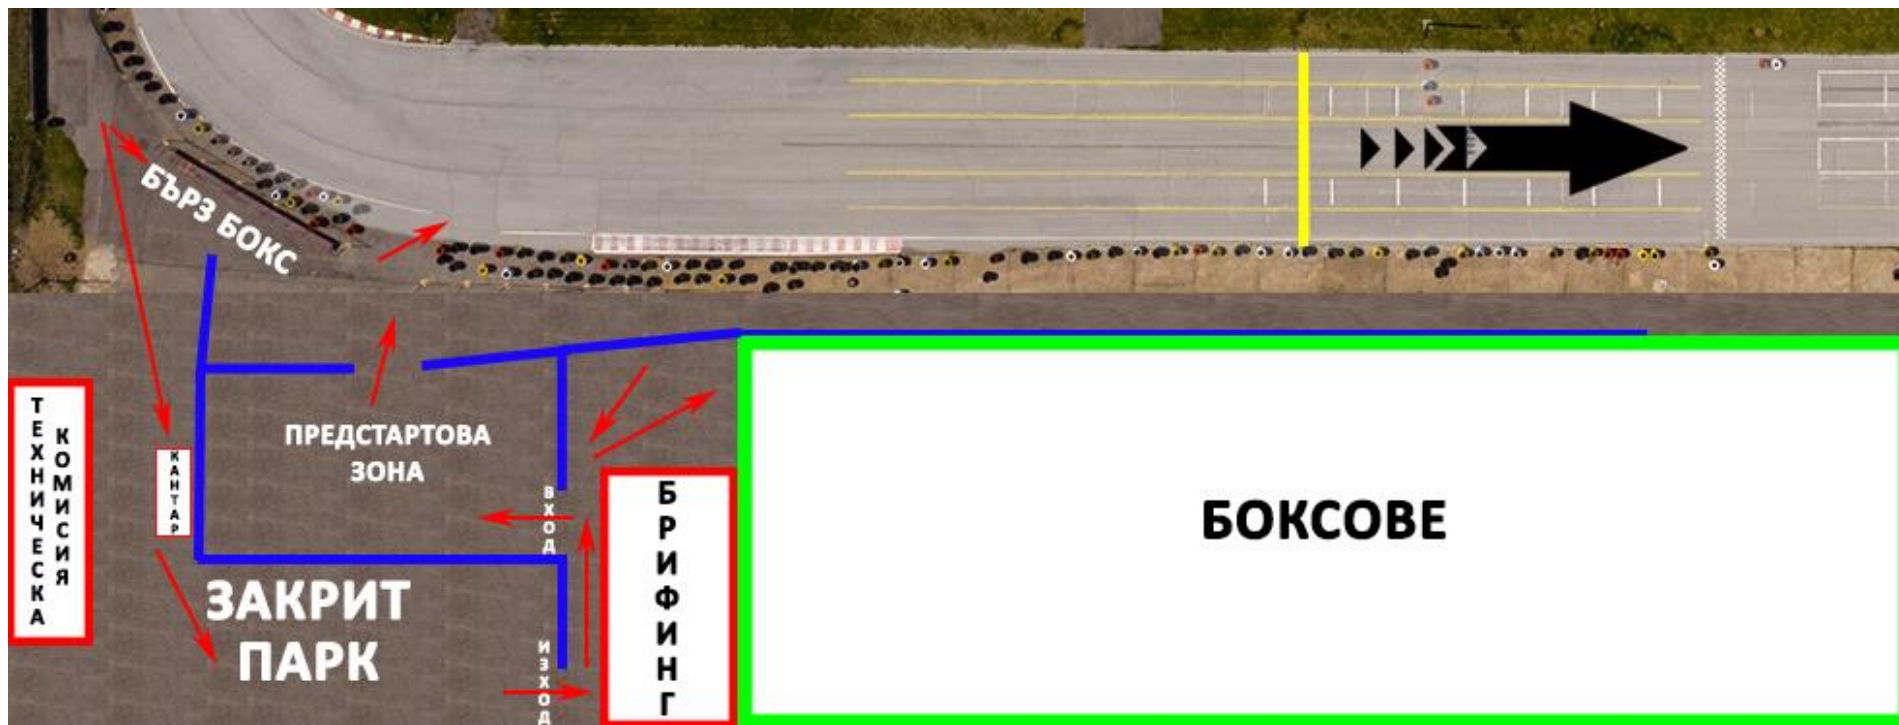 БЪРЗ БОКС
ТЕХНИЧЕСКА
КОМИСИЯ
КАНТАР
ПРЕДСТАРТОВА
ЗОНА
ВХОД
БРИФИНГ
БОКСОВЕ
ЗАКРИТ
ПАРК
ИЗХОД